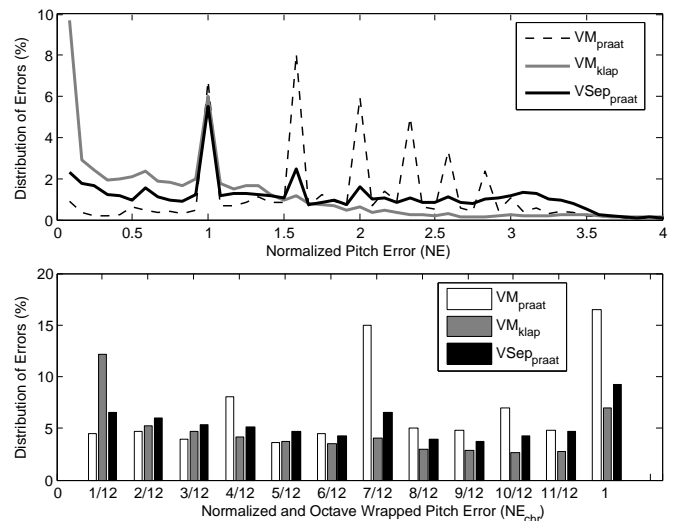 10
8
6
4
2
0
Distribution of Errors (%)
VM_praat
VM_klap
VSep_praat
0 0.5 1 1.5 2 2.5 3 3.5 4
Normalized Pitch Error (NE)
20
15
10
5
0
Distribution of Errors (%)
VM_praat
VM_klap
VSep_praat
0 1/12 2/12 3/12 4/12 5/12 6/12 7/12 8/12 9/12 10/12 11/12 1
Normalized and Octave Wrapped Pitch Error (NE_chr)